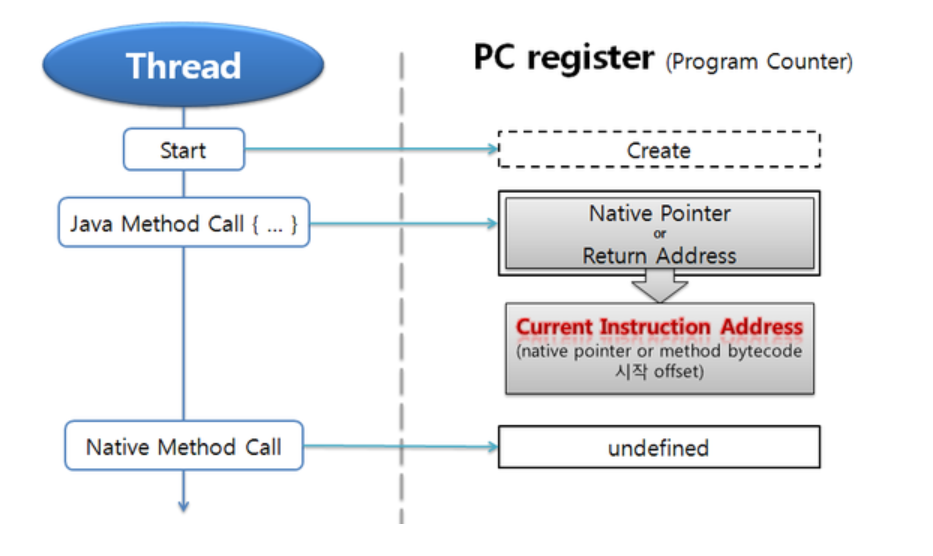 Thread
PC register (Program Counter)
Start
Create
Java Method Call { ... }
Native Pointer
or
Return Address
Current Instruction Address
(native pointer or method bytecode
시작 offset)
Native Method Call
undefined